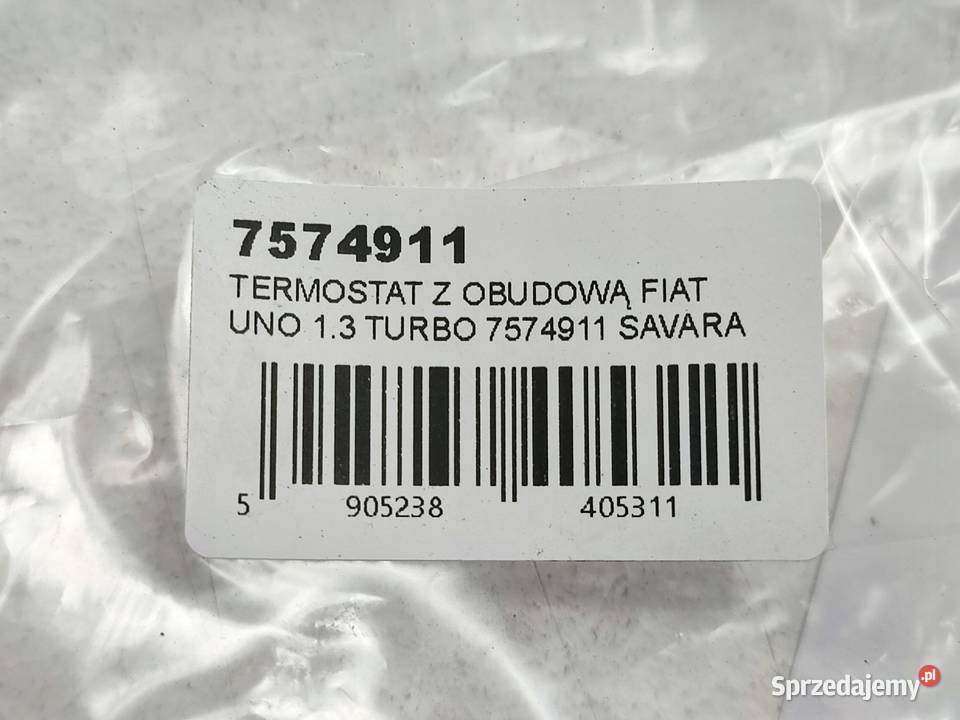 7574911
TERMOSTAT Z OBUDOWĄ FIAT
UNO 1.3 TURBO 7574911 SAVARA
5 905238 405311
Sprzedajemy.pl